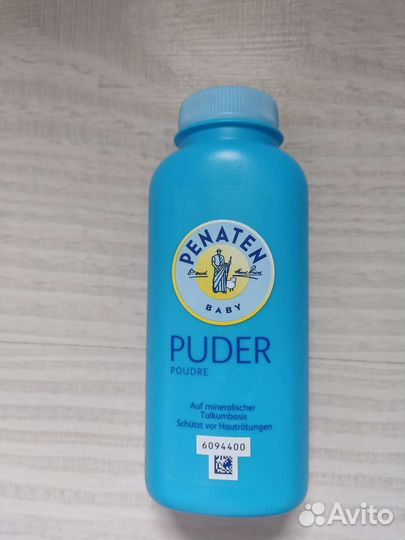 PENATEN
BABY
PUDER
POUDRE
Auf mineralischer
Talkumbasis
Schützt vor Hautrötungen
6094400
Avito